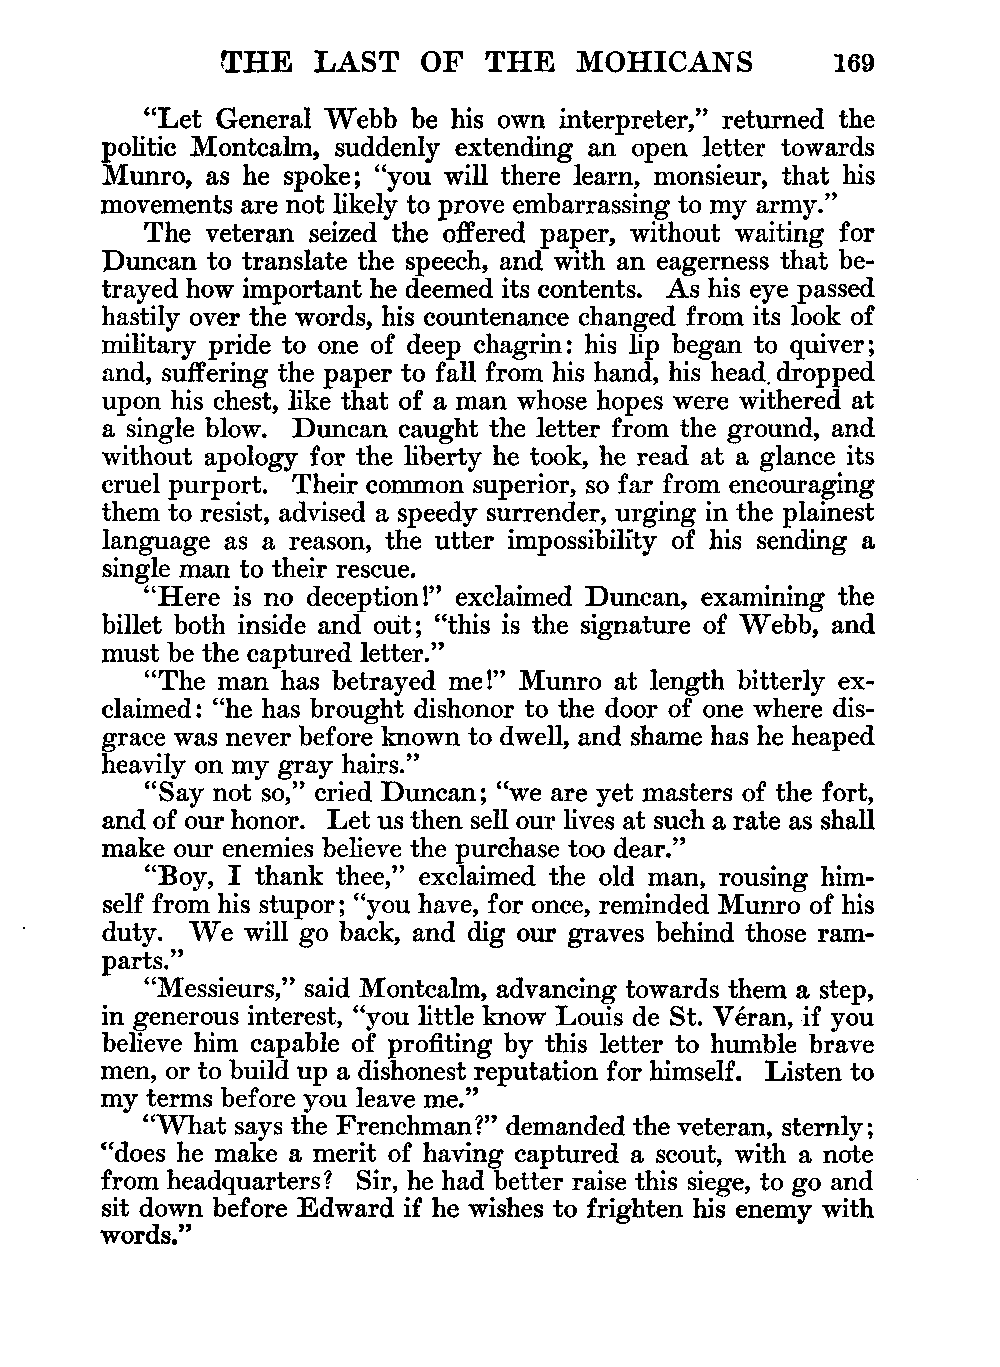 THE LAST OF THE MOHICANS 169
“Let General Webb be his own interpreter,” returned the
politic Montcalm, suddenly extending an open letter towards
Munro, as he spoke; “you will there learn, monsieur, that his
movements are not likely to prove embarrassing to my army.”
The veteran seized the offered paper, without waiting for
Duncan to translate the speech, and with an eagerness that be-
trayed how important he deemed its contents. As his eye passed
hastily over the words, his countenance changed from its look of
military pride to one of deep chagrin: his lip began to quiver;
and, suffering the paper to fall from his hand, his head dropped
upon his chest, like that of a man whose hopes were withered at
a single blow. Duncan caught the letter from the ground, and
without apology for the liberty he took, he read at a glance its
cruel purport. Their common superior, so far from encouraging
them to resist, advised a speedy surrender, urging in the plainest
language as a reason, the utter impossibility of his sending a
single man to their rescue.
“Here is no deception!” exclaimed Duncan, examining the
billet both inside and out; “this is the signature of Webb, and
must be the captured letter.”
“The man has betrayed me!” Munro at length bitterly ex-
claimed: “he has brought dishonor to the door of one where dis-
grace was never before known to dwell, and shame has he heaped
heavily on my gray hairs.”
“Say not so,” cried Duncan; “we are yet masters of the fort,
and of our honor. Let us then sell our lives at such a rate as shall
make our enemies believe the purchase too dear.”
“Boy, I thank thee,” exclaimed the old man, rousing him-
self from his stupor; “you have, for once, reminded Munro of his
duty. We will go back, and dig our graves behind those ram-
parts.”
“Messieurs,” said Montcalm, advancing towards them a step,
in generous interest, “you little know Louis de St. Véran, if you
believe him capable of profiting by this letter to humble brave
men, or to build up a dishonest reputation for himself. Listen to
my terms before you leave me.”
“What says the Frenchman?” demanded the veteran, sternly;
“does he make a merit of having captured a scout, with a note
from headquarters? Sir, he had better raise this siege, to go and
sit down before Edward if he wishes to frighten his enemy with
words.”